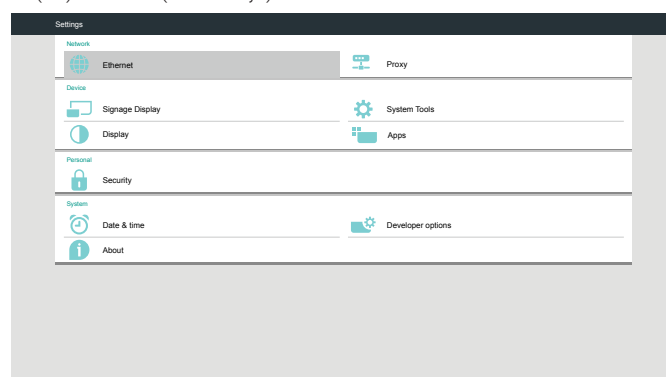 Settings
Network
Ethernet
Proxy
Device
Signage Display
System Tools
Display
Apps
Personal
Security
System
Date & time
Developer options
About